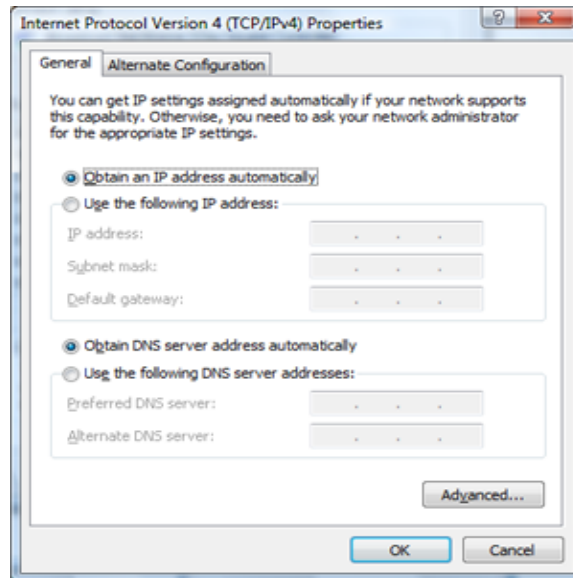 Internet Protocol Version 4 (TCP/IPv4) Properties
General
Alternate Configuration
You can get IP settings assigned automatically if your network supports
this capability. Otherwise, you need to ask your network administrator
for the appropriate IP settings.
Obtain an IP address automatically
Use the following IP address:
IP address:
Subnet mask:
Default gateway:
Obtain DNS server address automatically
Use the following DNS server addresses:
Preferred DNS server:
Alternate DNS server:
Advanced...
OK
Cancel